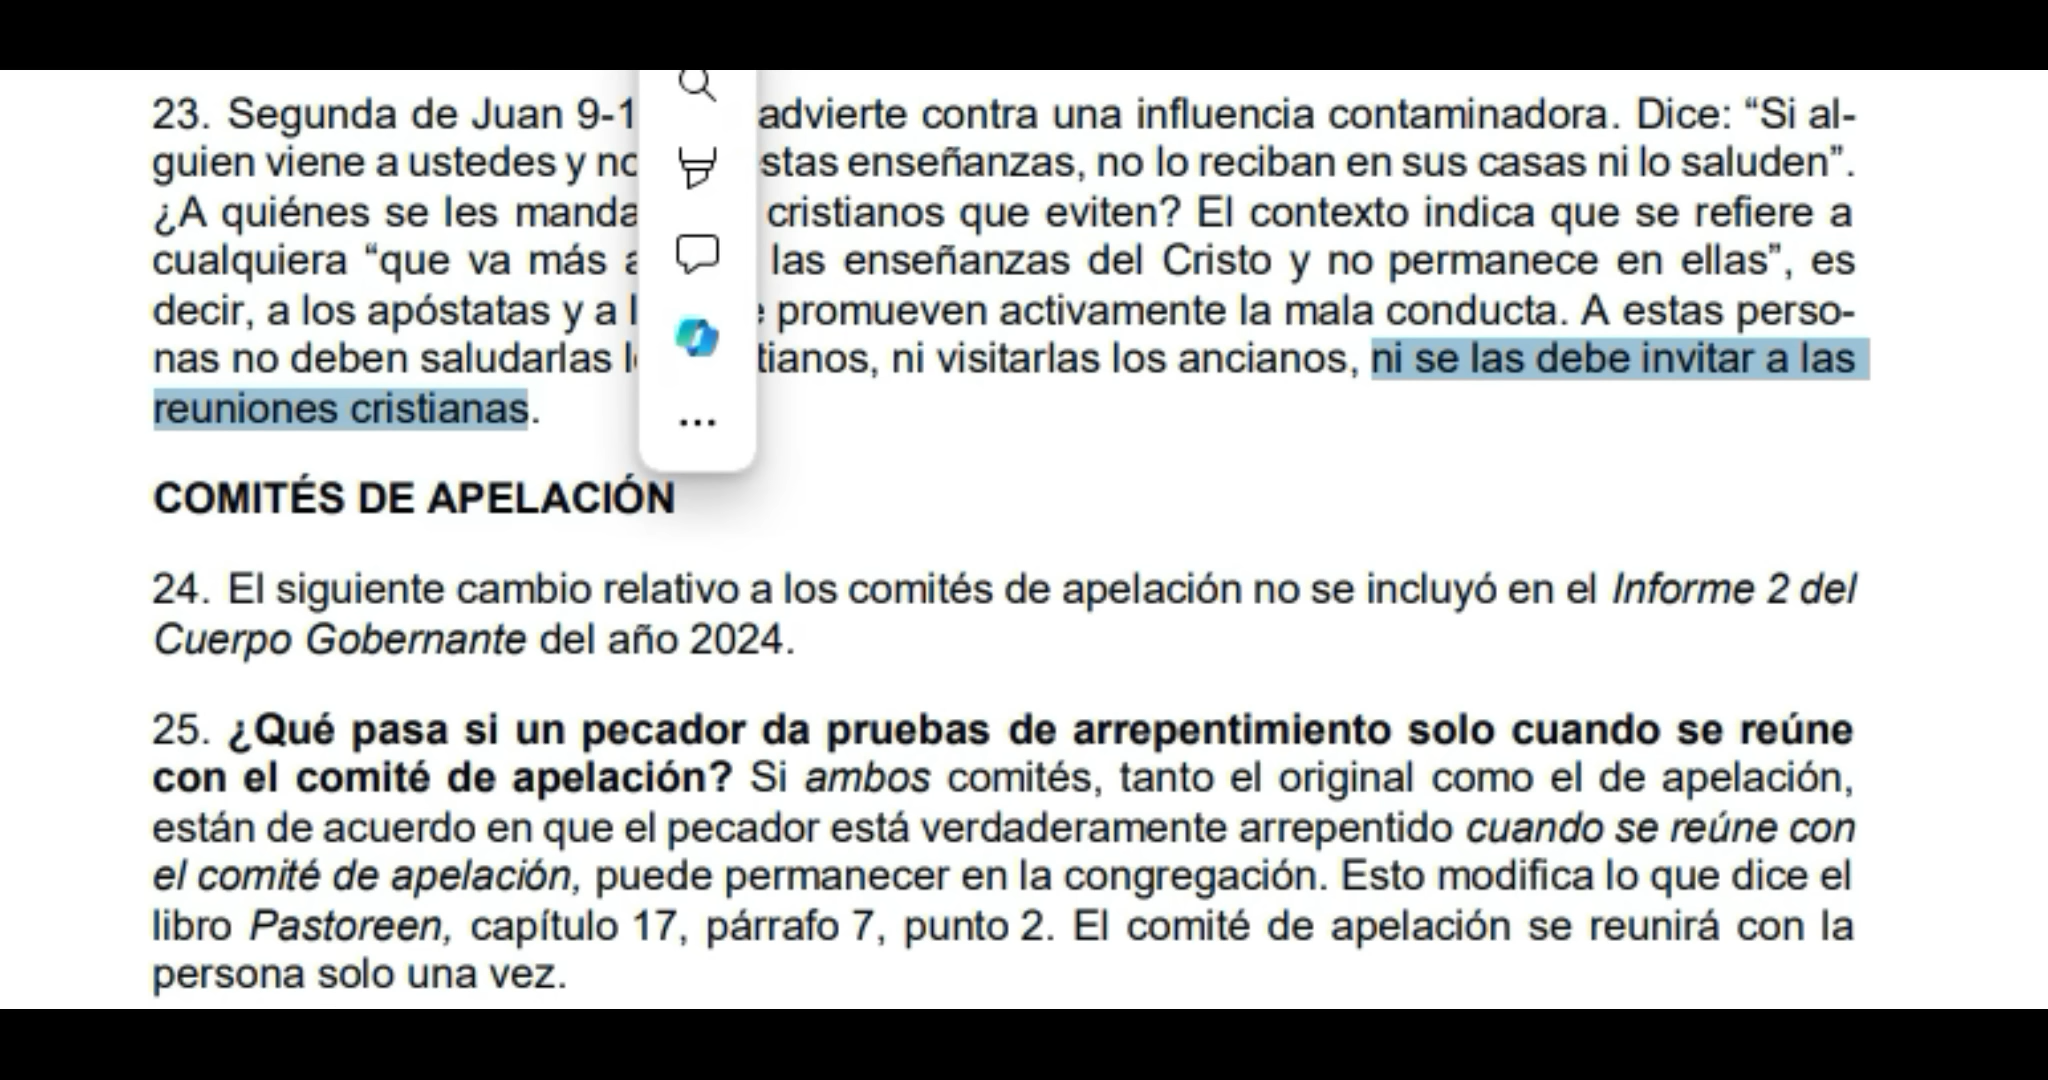 23. Segunda de Juan 9-1 advierte contra una influencia contaminadora. Dice: “Si al-
guien viene a ustedes y no estas enseñanzas, no lo reciban en sus casas ni lo saluden”.
¿A quiénes se les manda cristianos que eviten? El contexto indica que se refiere a
cualquiera “que va más las enseñanzas del Cristo y no permanece en ellas”, es
decir, a los apóstatas y a promueven activamente la mala conducta. A estas perso-
nas no deben saludarlas tianos, ni visitarlas los ancianos, ni se las debe invitar a las
reuniones cristianas.
COMITÉS DE APELACIÓN
24. El siguiente cambio relativo a los comités de apelación no se incluyó en el Informe 2 del
Cuerpo Gobernante del año 2024.
25. ¿Qué pasa si un pecador da pruebas de arrepentimiento solo cuando se reúne
con el comité de apelación? Si ambos comités, tanto el original como el de apelación,
están de acuerdo en que el pecador está verdaderamente arrepentido cuando se reúne con
el comité de apelación, puede permanecer en la congregación. Esto modifica lo que dice el
libro Pastoreen, capítulo 17, párrafo 7, punto 2. El comité de apelación se reunirá con la
persona solo una vez.